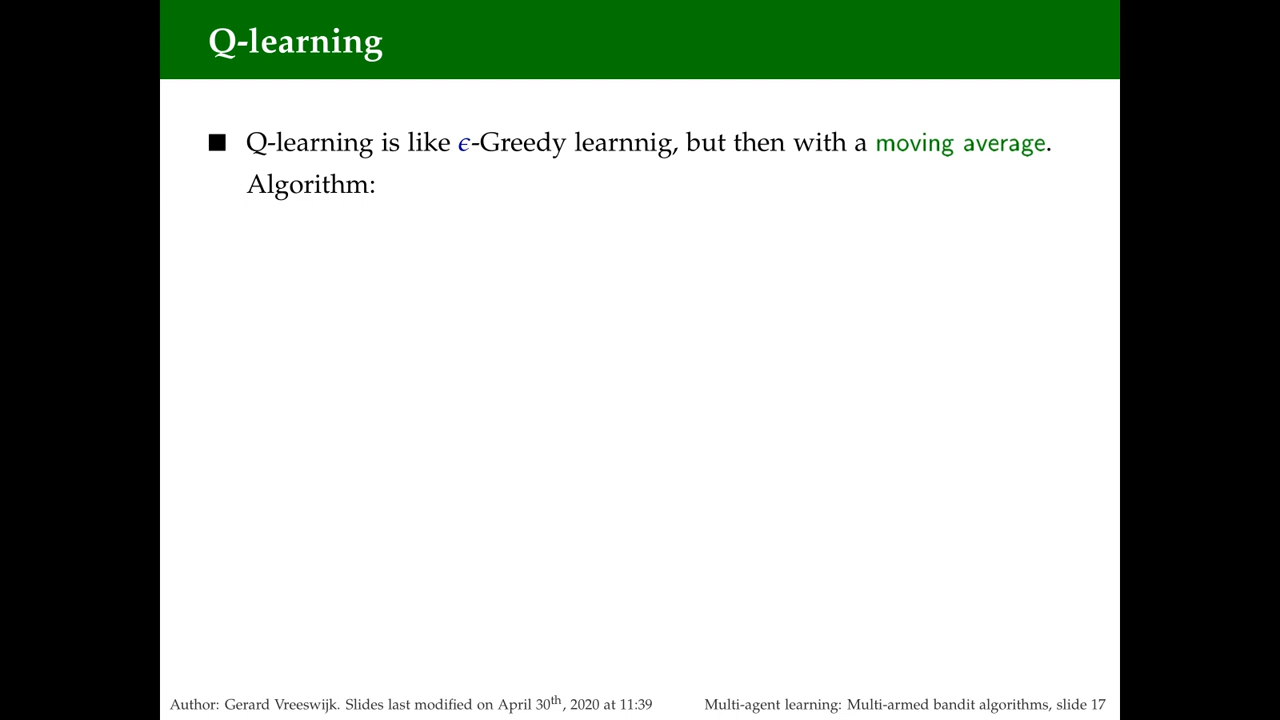 Q-learning
■ Q-learning is like ϵ-Greedy learnnig, but then with a moving average.
Algorithm:
Author: Gerard Vreeswijk. Slides last modified on April 30th, 2020 at 11:39
Multi-agent learning: Multi-armed bandit algorithms, slide 17